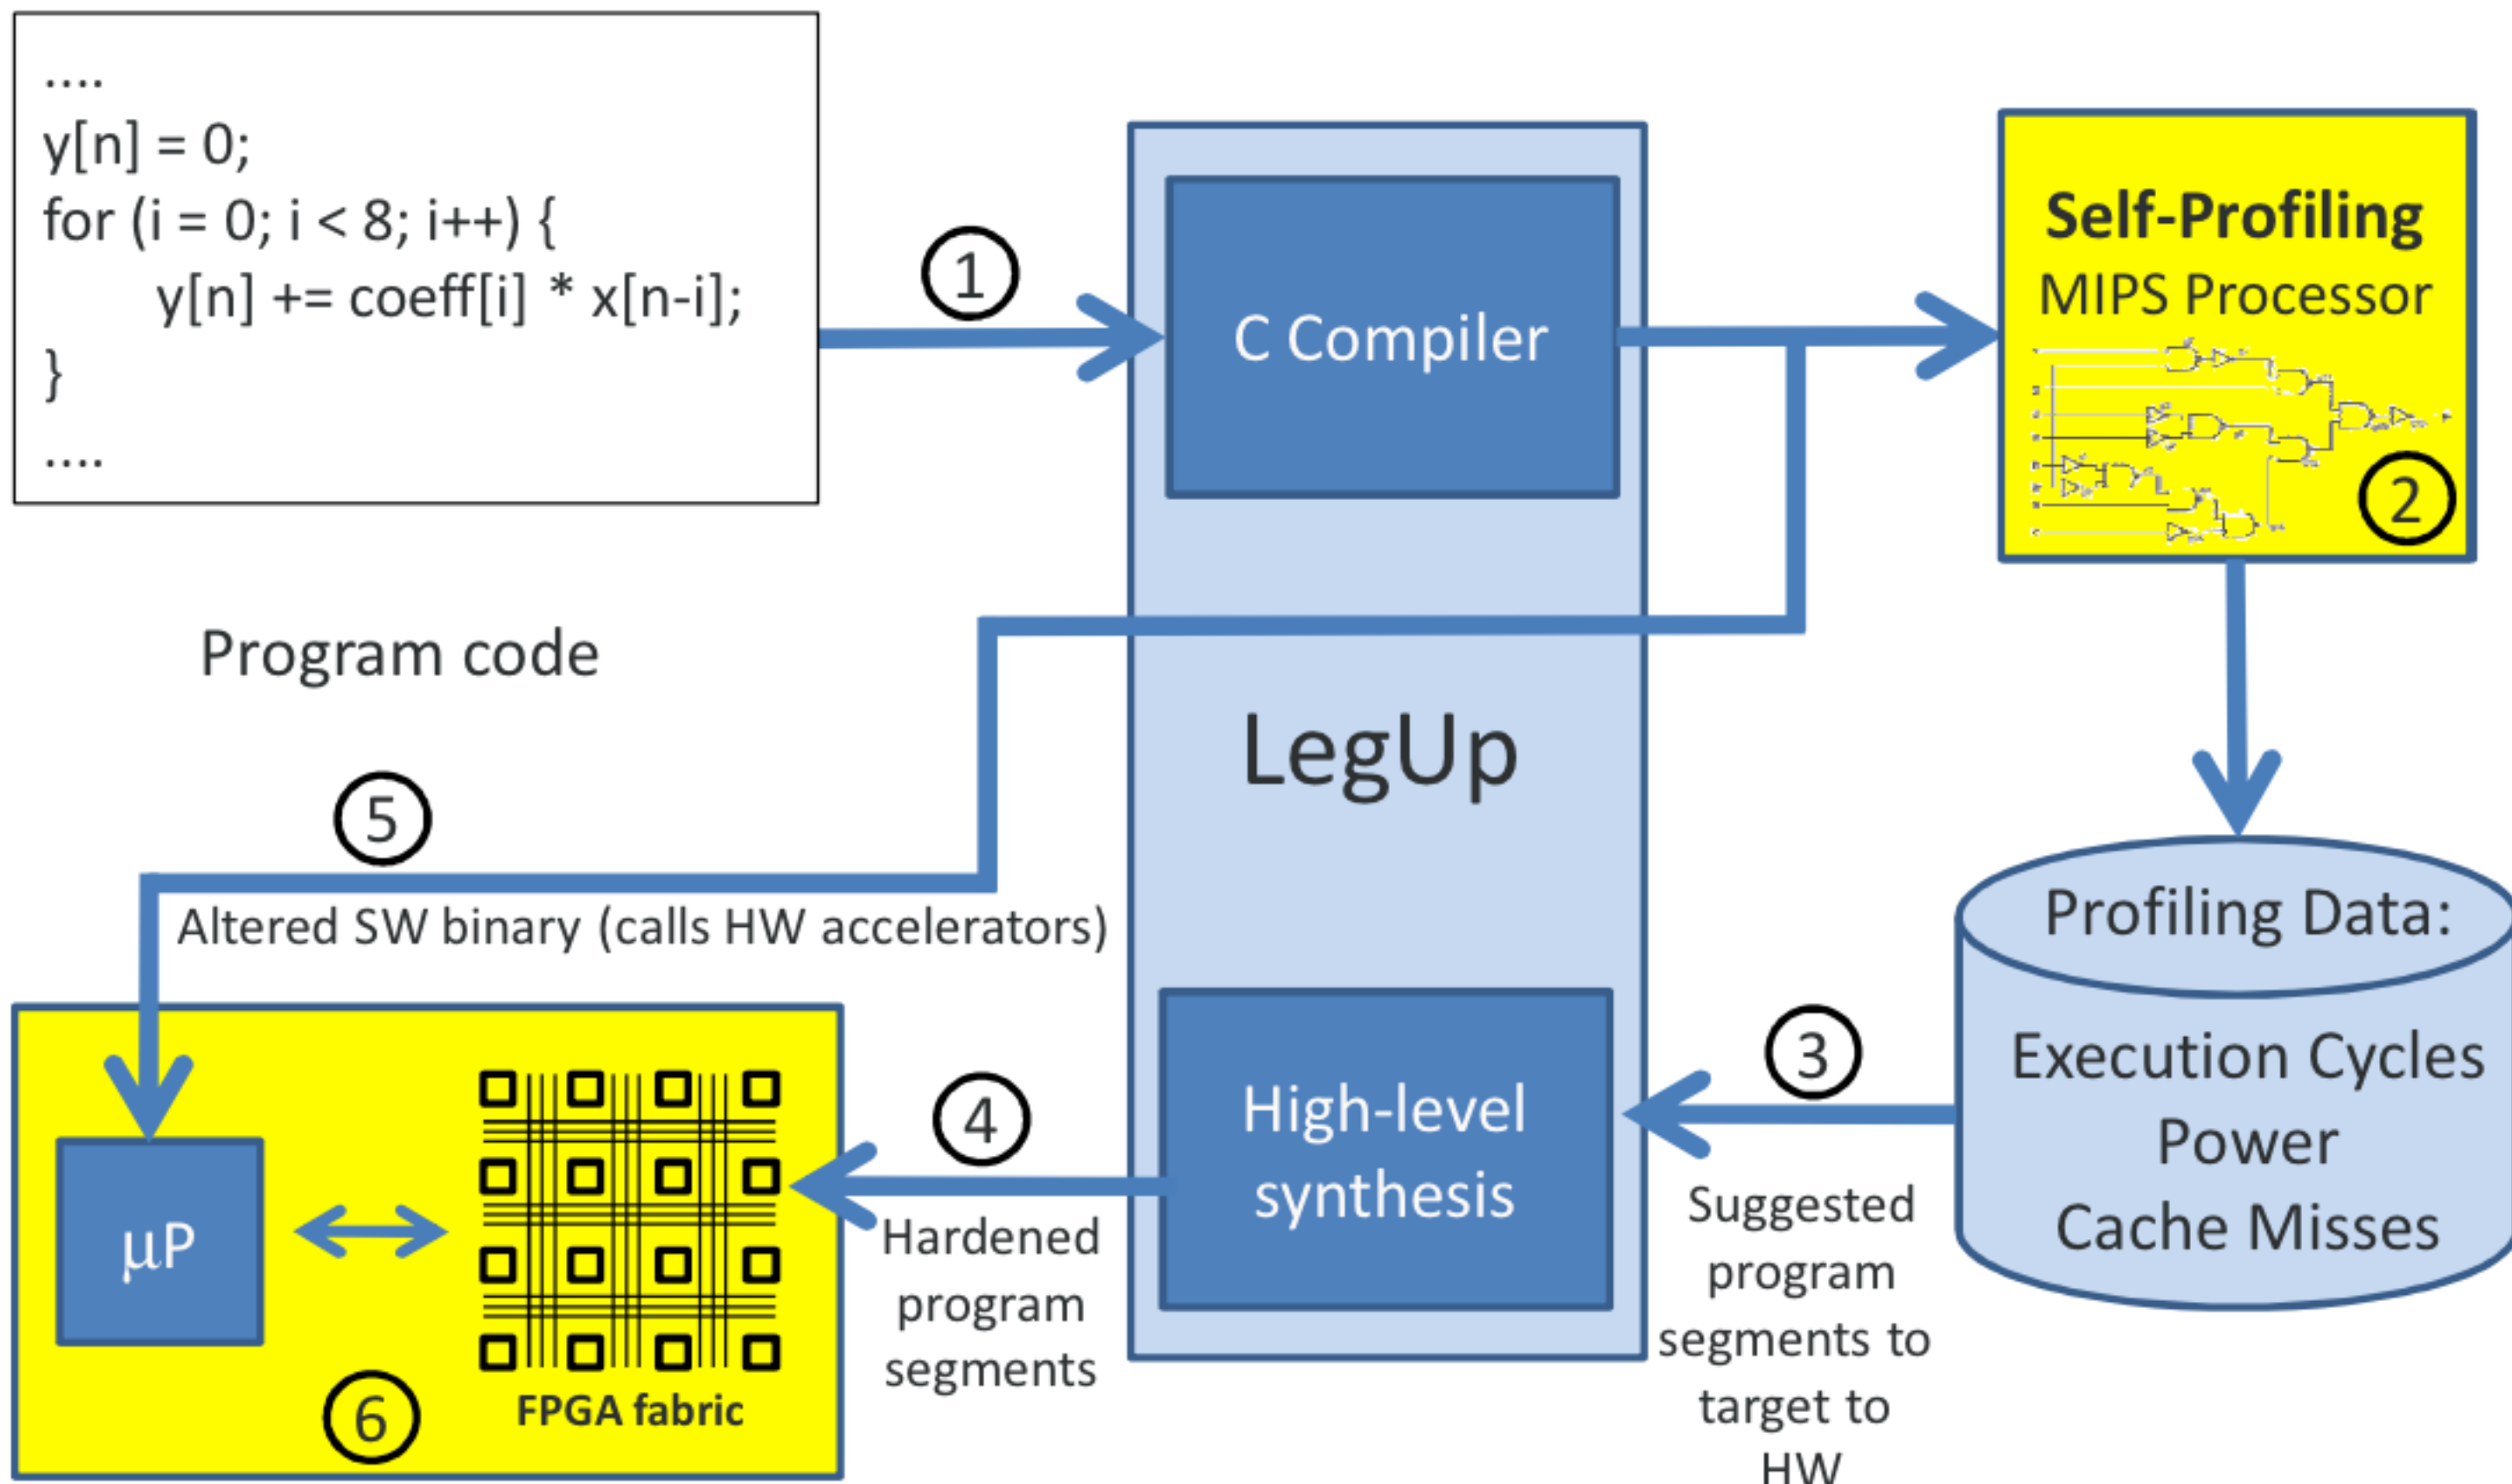 ....
y[n] = 0;
for (i = 0; i < 8; i++) {
y[n] += coeff[i] * x[n-i];
}
....
Program code
1
C Compiler
LegUp
High-level
synthesis
Self-Profiling
MIPS Processor
2
Profiling Data:
Execution Cycles
Power
Cache Misses
3
Suggested
program
segments to
target to
HW
4
Hardened
program
segments
5
Altered SW binary (calls HW accelerators)
μP
FPGA fabric
6